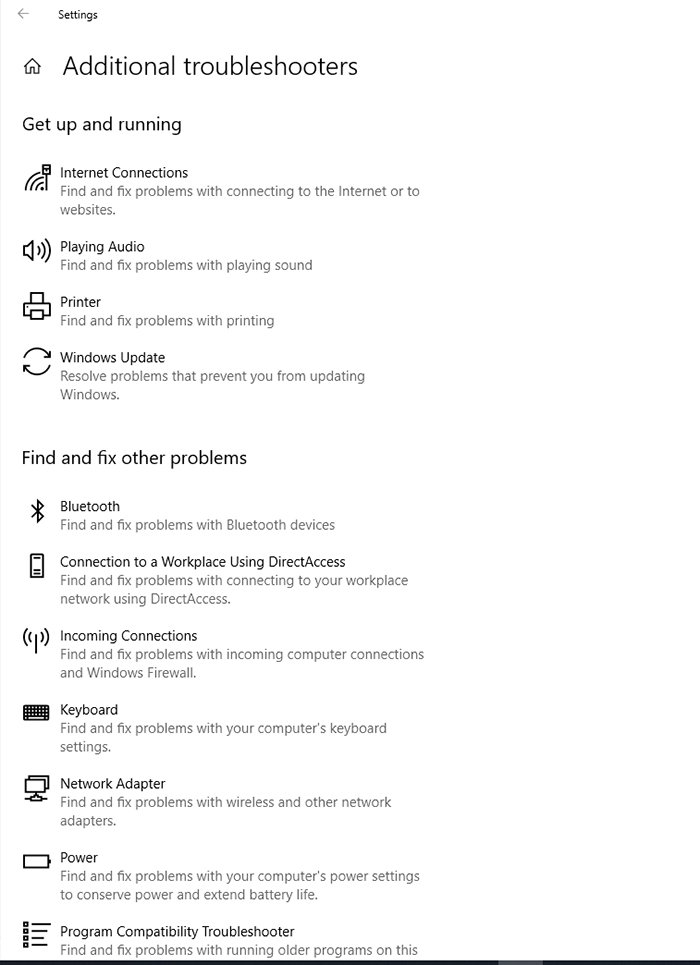 Settings
Additional troubleshooters
Get up and running
Internet Connections
Find and fix problems with connecting to the Internet or to
websites.
Playing Audio
Find and fix problems with playing sound
Printer
Find and fix problems with printing
Windows Update
Resolve problems that prevent you from updating
Windows.
Find and fix other problems
Bluetooth
Find and fix problems with Bluetooth devices
Connection to a Workplace Using DirectAccess
Find and fix problems with connecting to your workplace
network using DirectAccess.
Incoming Connections
Find and fix problems with incoming computer connections
and Windows Firewall.
Keyboard
Find and fix problems with your computer's keyboard
settings.
Network Adapter
Find and fix problems with wireless and other network
adapters.
Power
Find and fix problems with your computer's power settings
to conserve power and extend battery life.
Program Compatibility Troubleshooter
Find and fix problems with running older programs on this